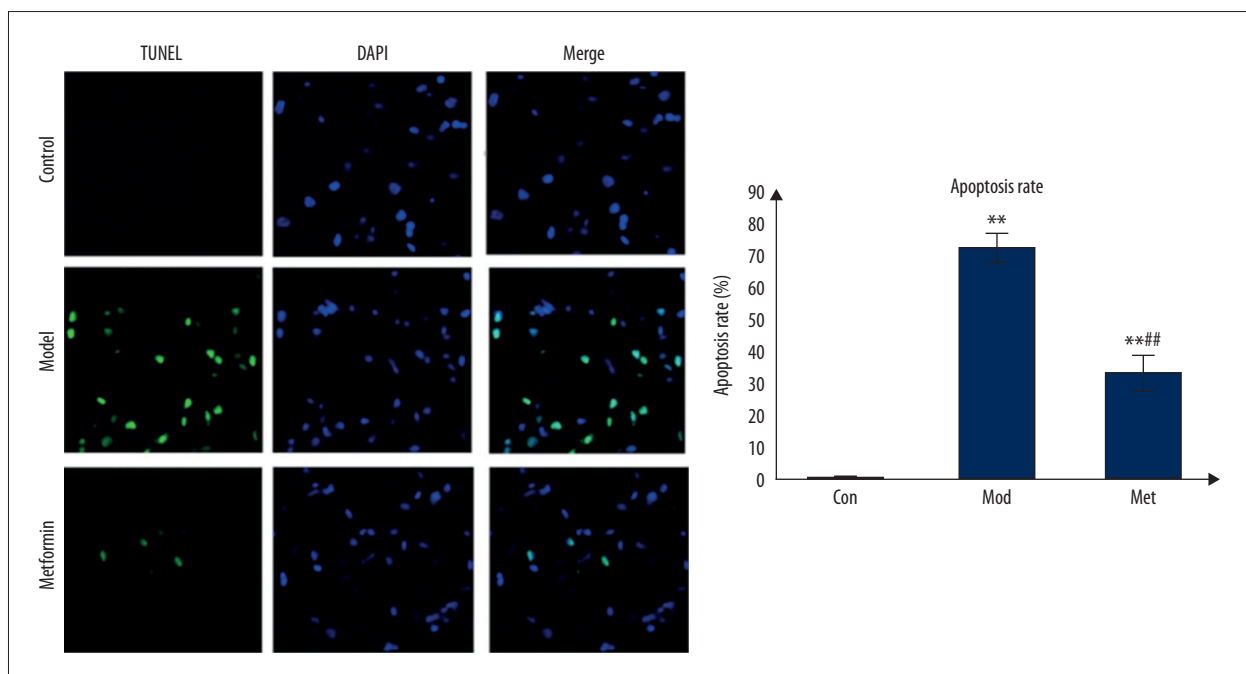 TUNEL
DAPI
Merge
Control
Model
Metformin
Apoptosis rate
Apoptosis rate (%)
90
80
70
60
50
40
30
20
10
0
**
**##
Con
Mod
Met